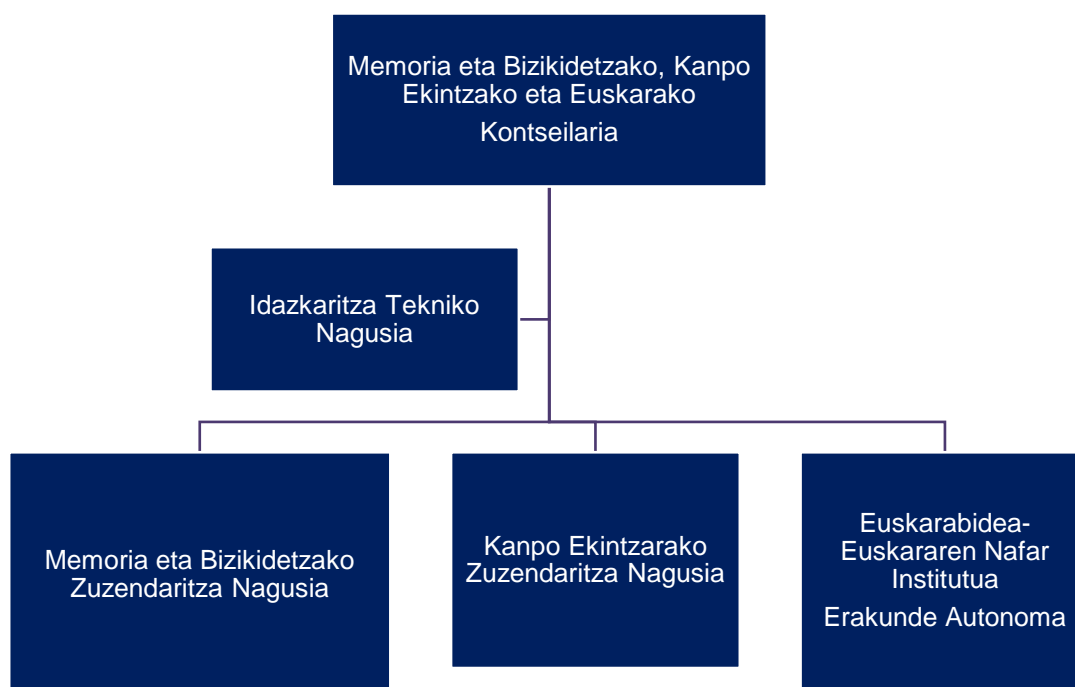 Memoria eta Bizikidetzako, Kanpo
Ekintzako eta Euskarako
Kontseilaria
Idazkaritza Tekniko
Nagusia
Memoria eta Bizikidetzako
Zuzendaritza Nagusia
Kanpo Ekintzarako
Zuzendaritza Nagusia
Euskarabidea-
Euskararen Nafar
Institutua
Erakunde Autonoma